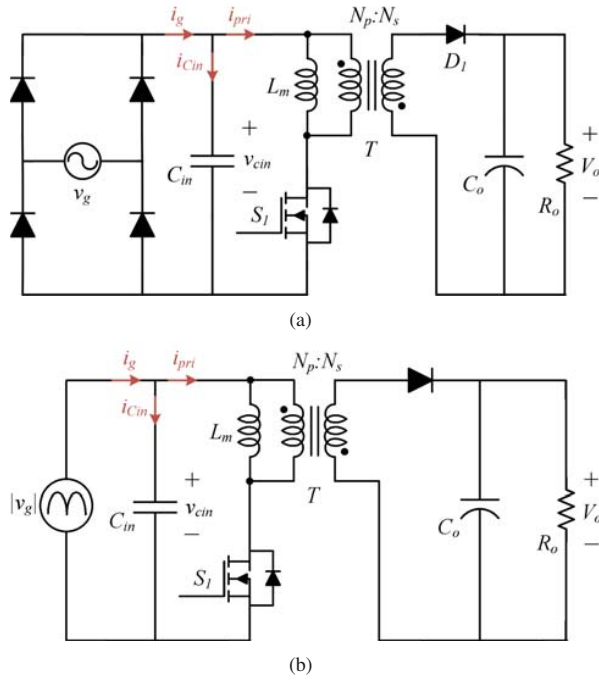 i_g i_pri N_p:N_s
i_Cin L_m D_1
+ v_cin − C_in T + V_o −
v_g S_1 C_o R_o
(a)
i_g i_pri N_p:N_s
i_Cin L_m
|v_g| + v_cin − C_in T + V_o −
S_1 C_o R_o
(b)